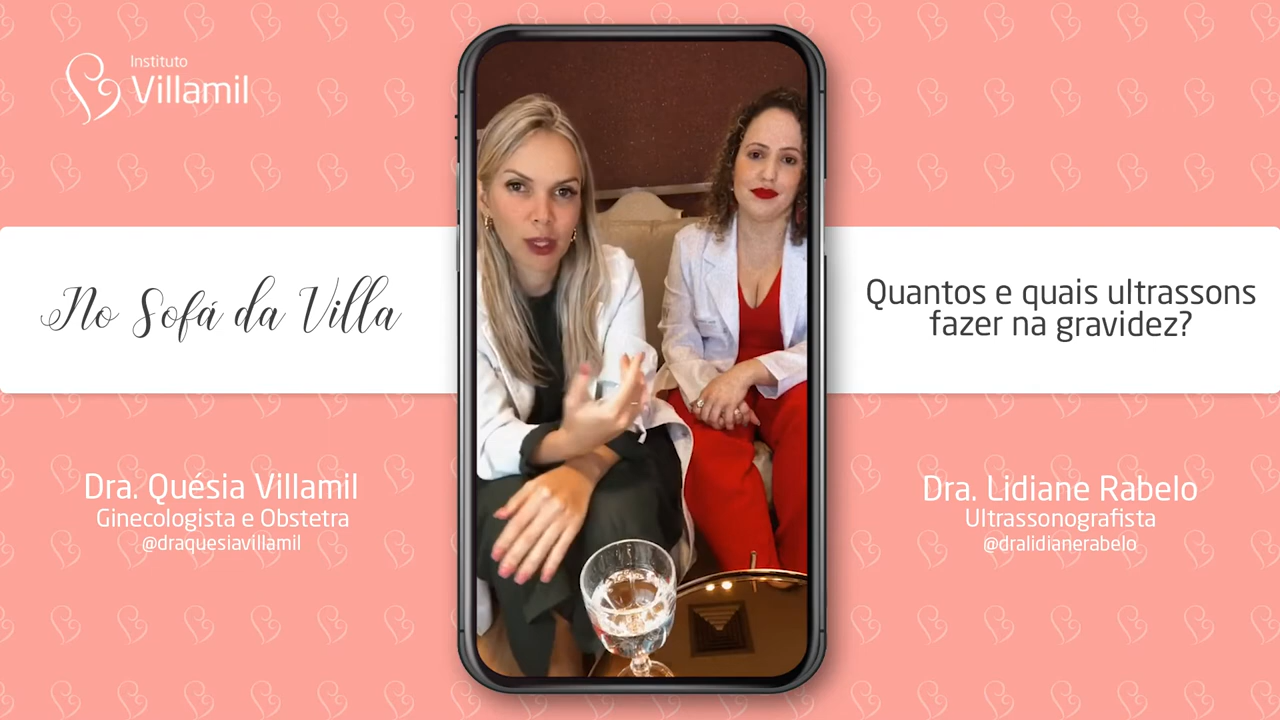 Instituto
Villamil
No Sofá da Villa
Quantos e quais ultrassons
fazer na gravidez?
Dra. Quésia Villamil
Ginecologista e Obstetra
@draquesiavillamil
Dra. Lidiane Rabelo
Ultrassonografista
@dralidianerabelo